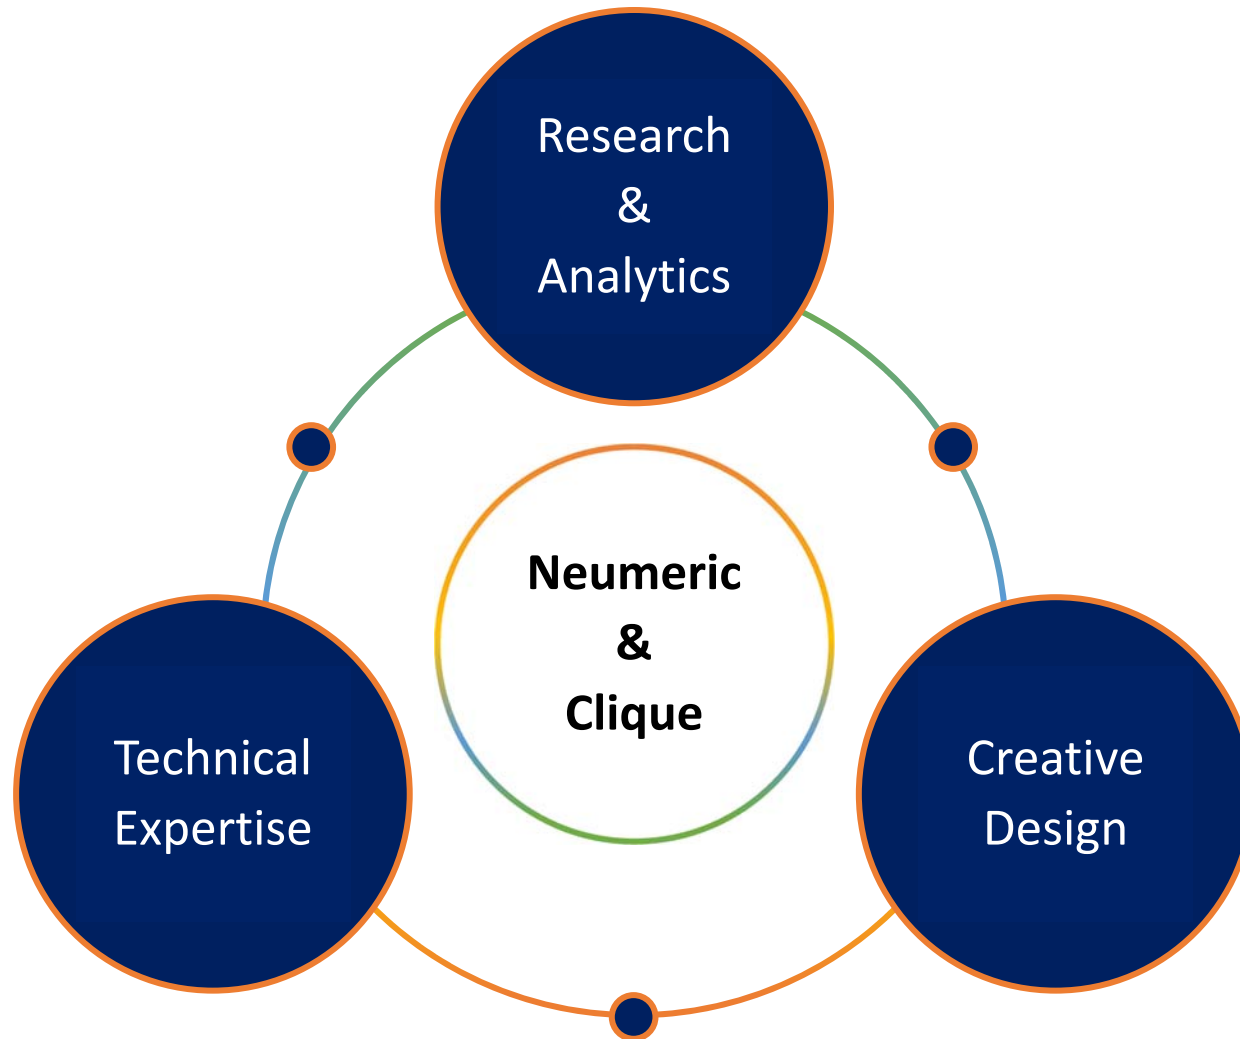 Research
&
Analytics
Neumeric
&
Clique
Technical
Expertise
Creative
Design